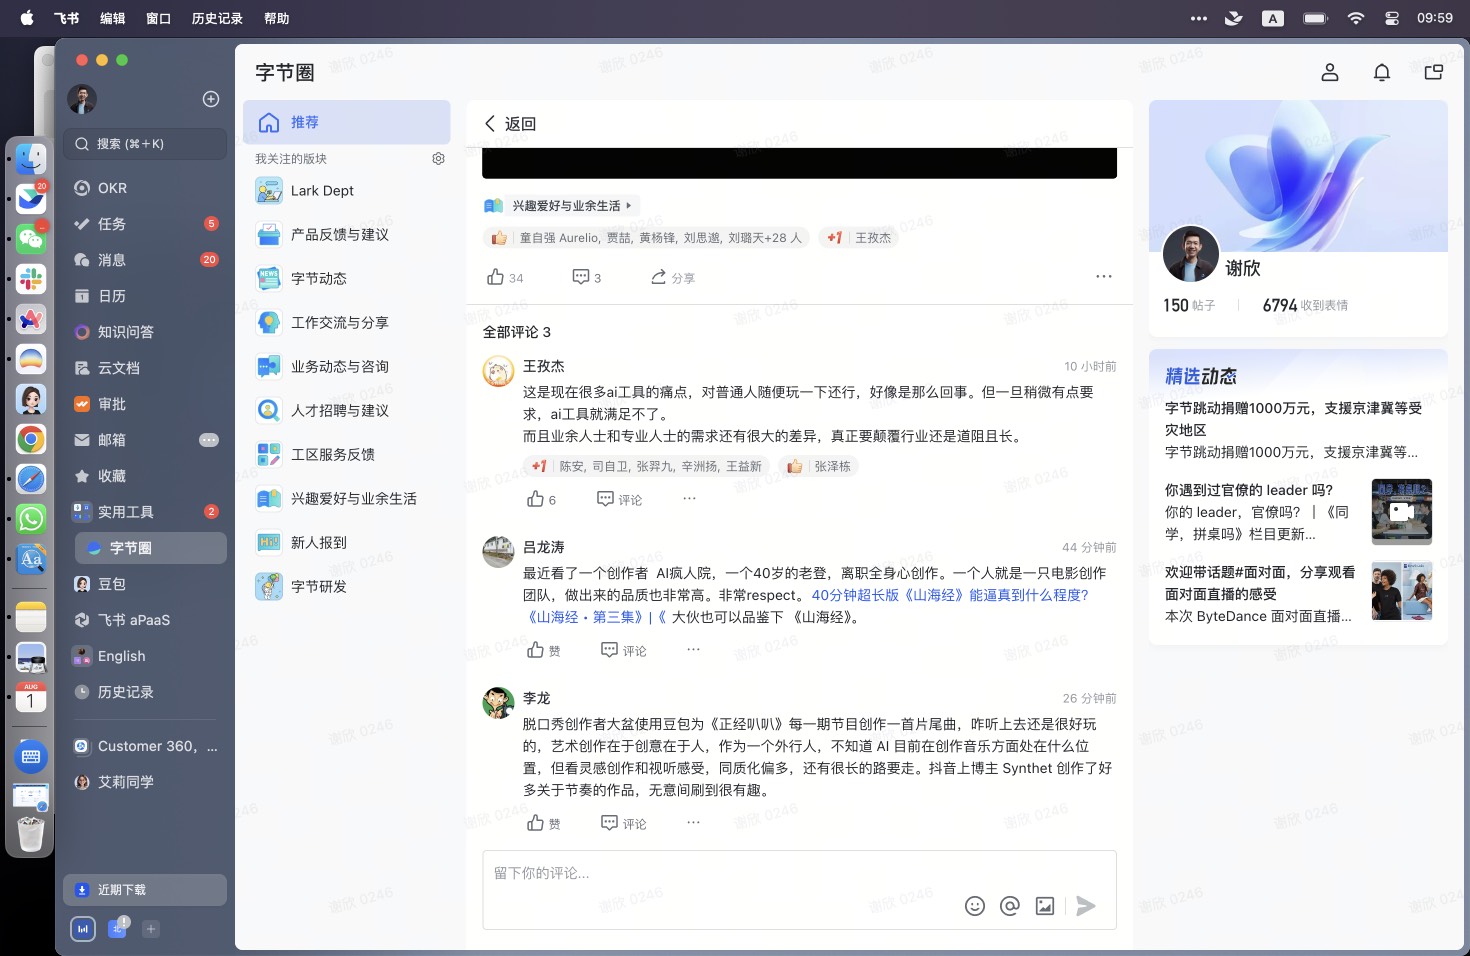 飞书 编辑 窗口 历史记录 帮助
A
09:59
字节圈
搜索 (⌘+K)
OKR
任务 5
消息 20
日历
知识问答
云文档
审批
邮箱
收藏
实用工具 2
字节圈
豆包
飞书 aPaaS
English
历史记录
Customer 360，...
艾莉同学
近期下载
20
AUG
1
推荐
我关注的版块
Lark Dept
产品反馈与建议
字节动态
工作交流与分享
业务动态与咨询
人才招聘与建议
工区服务反馈
兴趣爱好与业余生活
新人报到
字节研发
返回
兴趣爱好与业余生活
童自强 Aurelio, 贾喆, 黄杨锋, 刘思邈, 刘璐天+28 人
+1 王孜杰
34 3 分享
全部评论 3
王孜杰 10 小时前
这是现在很多ai工具的痛点，对普通人随便玩一下还行，好像是那么回事。但一旦稍微有点要
求，ai工具就满足不了。
而且业余人士和专业人士的需求还有很大的差异，真正要颠覆行业还是道阻且长。
+1 陈安, 司自卫, 张羿九, 辛洲扬, 王益新
张泽栋
6 评论
吕龙涛 44 分钟前
最近看了一个创作者 AI疯人院，一个40岁的老登，离职全身心创作。一个人就是一只电影创作
团队，做出来的品质也非常高。非常respect。40分钟超长版《山海经》能逼真到什么程度?
《山海经・第三集》|《 大伙也可以品鉴下 《山海经》。
赞 评论
李龙 26 分钟前
脱口秀创作者大盆使用豆包为《正经叭叭》每一期节目创作一首片尾曲，咋听上去还是很好玩
的，艺术创作在于创意在于人，作为一个外行人，不知道 AI 目前在创作音乐方面处在什么位
置，但看灵感创作和视听感受，同质化偏多，还有很长的路要走。抖音上博主 Synthet 创作了好
多关于节奏的作品，无意间刷到很有趣。
赞 评论
留下你的评论...
谢欣
150 帖子 6794 收到表情
精选动态
字节跳动捐赠1000万元，支援京津冀等受
灾地区
字节跳动捐赠1000万元，支援京津冀等...
你遇到过官僚的 leader 吗?
你的 leader，官僚吗? ｜《同
学，拼桌吗》栏目更新...
欢迎带话题#面对面，分享观看
面对面直播的感受
本次 ByteDance 面对面直播...
谢欣 0246